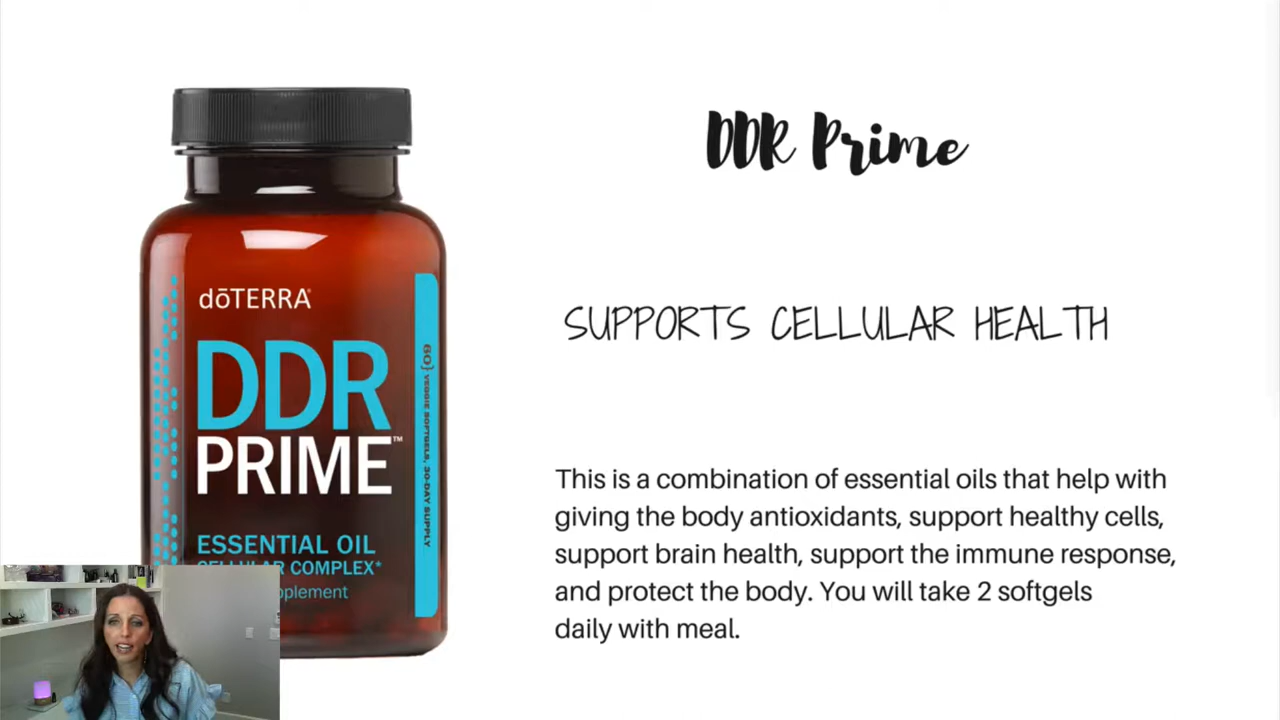 DDR Prime
SUPPORTS CELLULAR HEALTH
This is a combination of essential oils that help with
giving the body antioxidants, support healthy cells,
support brain health, support the immune response,
and protect the body. You will take 2 softgels
daily with meal.
dōTERRA®
DDR
PRIME™
ESSENTIAL OIL
CELLULAR COMPLEX*
60 VEGGIE SOFTGELS, 30-DAY SUPPLY